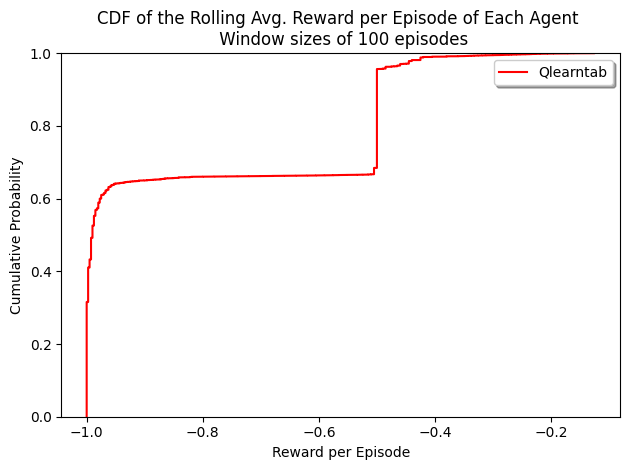 CDF of the Rolling Avg. Reward per Episode of Each Agent
Window sizes of 100 episodes
Qlearntab
Cumulative Probability
1.0
0.8
0.6
0.4
0.2
0.0
−1.0 −0.8 −0.6 −0.4 −0.2
Reward per Episode